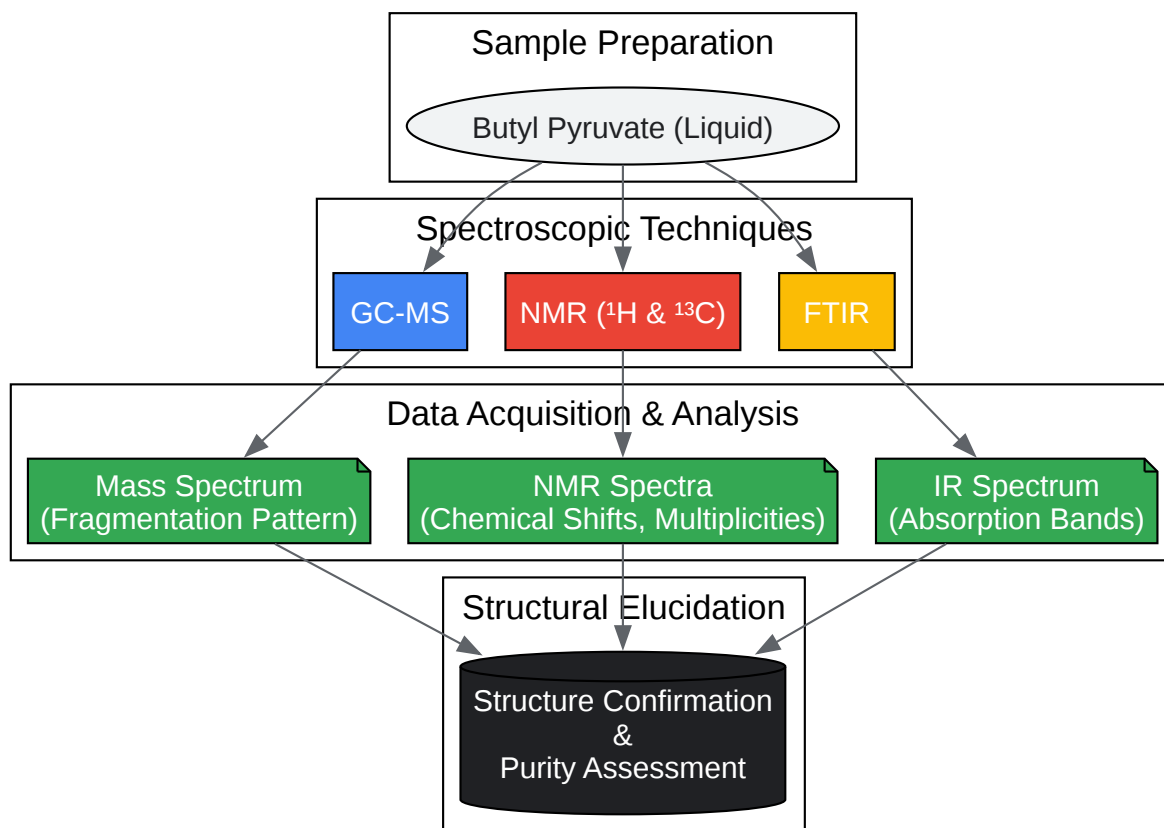 Sample Preparation
Butyl Pyruvate (Liquid)
Spectroscopic Techniques
GC-MS
NMR (¹H & ¹³C)
FTIR
Data Acquisition & Analysis
Mass Spectrum
(Fragmentation Pattern)
NMR Spectra
(Chemical Shifts, Multiplicities)
IR Spectrum
(Absorption Bands)
Structural Elucidation
Structure Confirmation
&
Purity Assessment